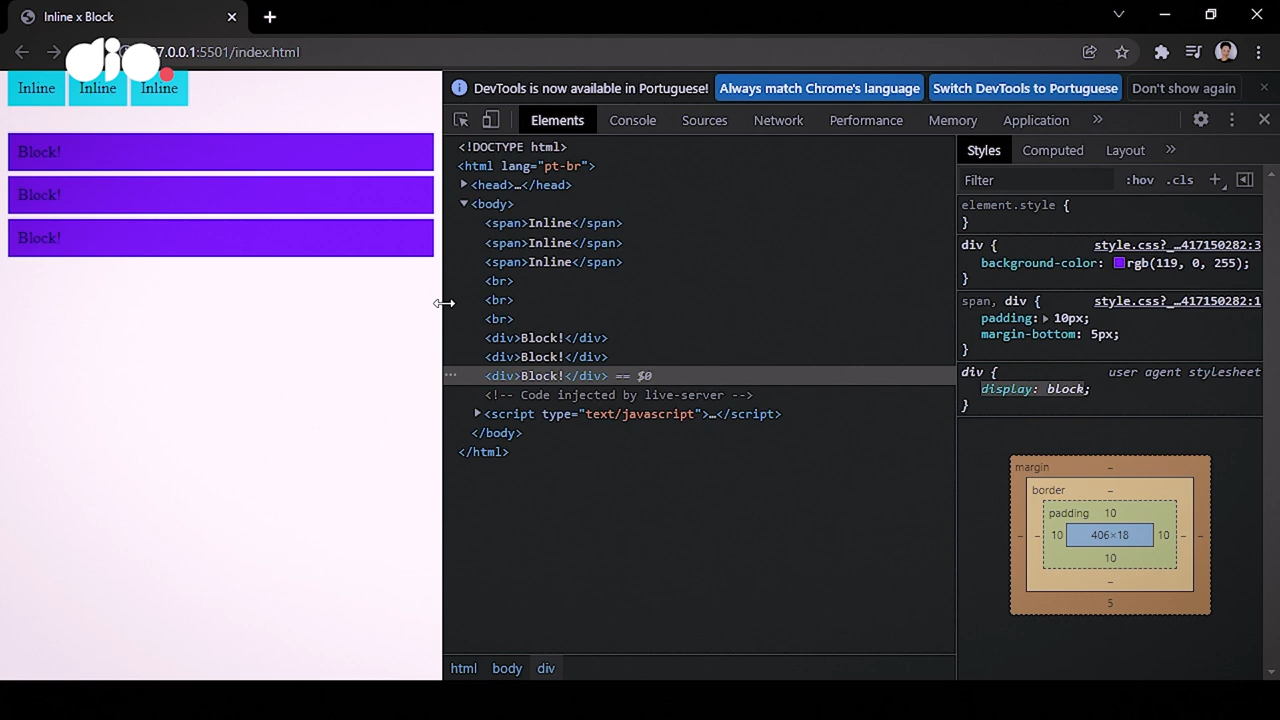 Inline x Block
dio.
7.0.0.1:5501/index.html
Inline Inline Inline
Block!
Block!
Block!
DevTools is now available in Portuguese! Always match Chrome's language Switch DevTools to Portuguese Don't show again
Elements Console Sources Network Performance Memory Application »
<!DOCTYPE html>
<html lang="pt-br">
<head>…</head>
<body>
<span>Inline</span>
<span>Inline</span>
<span>Inline</span>
<br>
<br>
<br>
<div>Block!</div>
<div>Block!</div>
<div>Block!</div> == $0
<!-- Code injected by live-server -->
<script type="text/javascript">…</script>
</body>
</html>
html body div
Styles Computed Layout »
Filter :hov .cls +
element.style {
}
div { style.css?_…417150282:3
background-color: rgb(119, 0, 255);
}
span, div { style.css?_…417150282:1
padding: 10px;
margin-bottom: 5px;
}
div { user agent stylesheet
display: block;
}
margin –
border –
padding 10
– – 10 406×18 10 – –
10
–
5